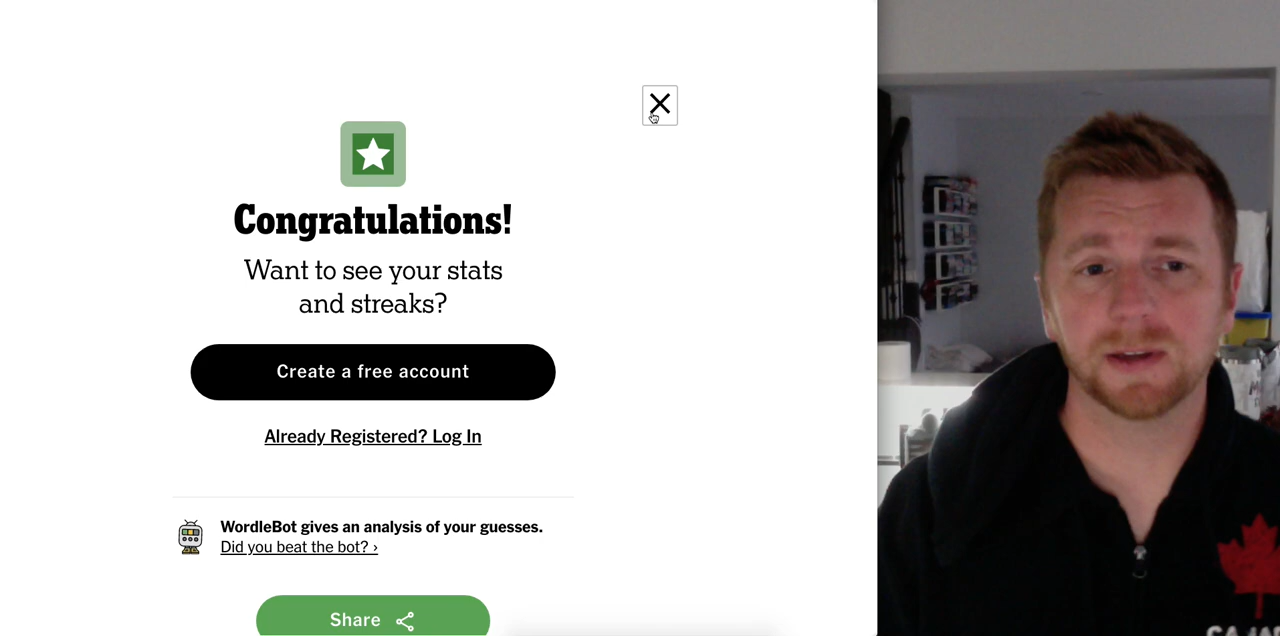 Congratulations!
Want to see your stats
and streaks?
Create a free account
Already Registered? Log In
WordleBot gives an analysis of your guesses.
Did you beat the bot? ›
Share